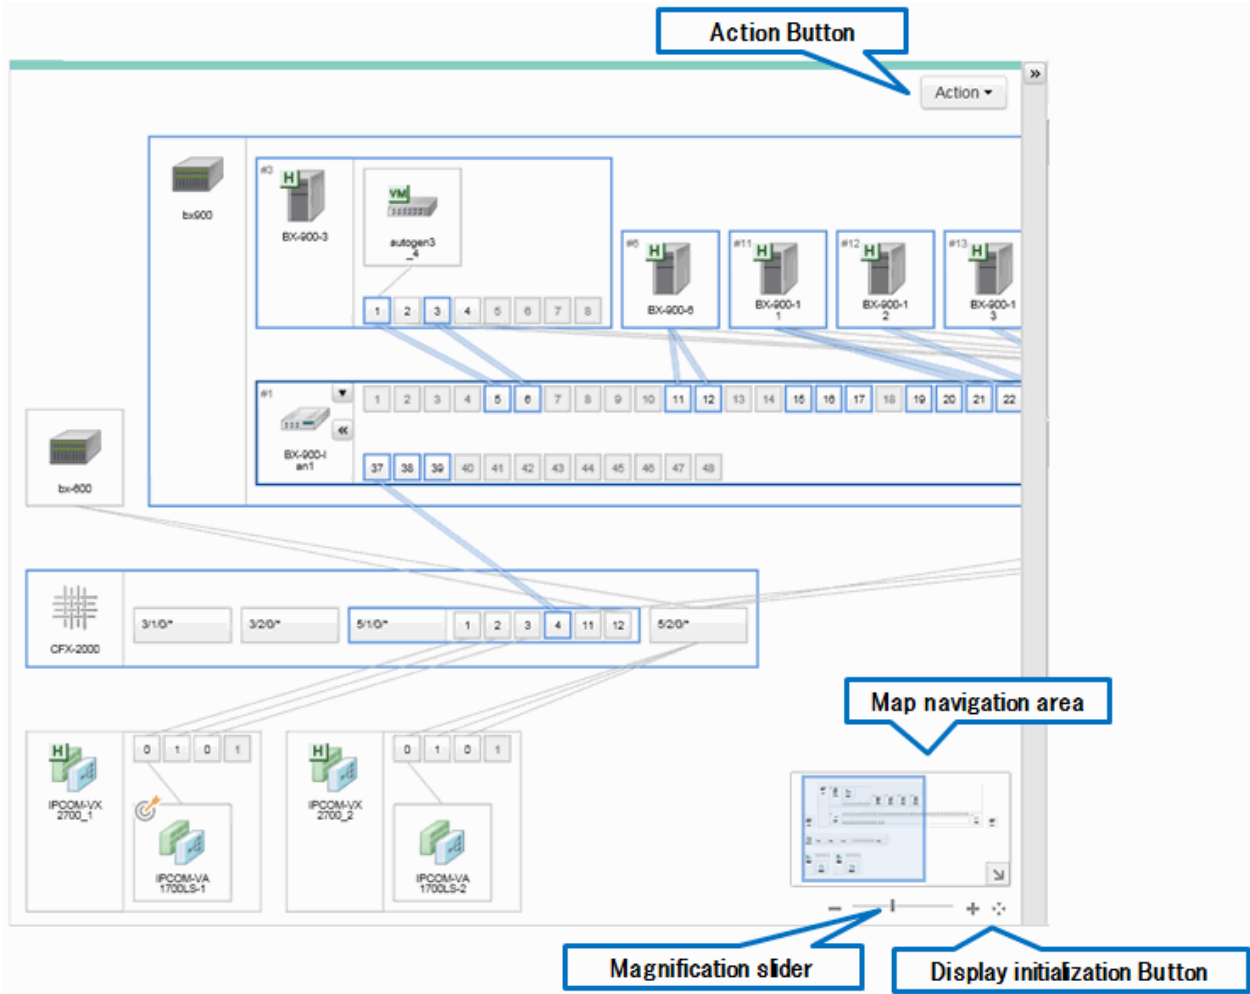 Action Button
»
Action
#3
H
VM
bx900
BX-900-3
autogen3
_4
#6
H
#11
H
#12
H
#13
H
BX-900-6
BX-900-1
1
BX-900-1
2
BX-900-1
3
1 2 3 4 5 6 7 8
#1
1 2 3 4 5 6 7 8 9 10 11 12 13 14 15 16 17 18 19 20 21 22
«
BX-900-l
an1
37 38 39 40 41 42 43 44 45 46 47 48
bx-600
CFX-2000
3/1/0/*
3/2/0/*
5/1/0/*
1 2 3 4 11 12
5/2/0/*
Map navigation area
H
IPCOM-VX
2700_1
0 1 0 1
IPCOM-VA
1700LS-1
H
IPCOM-VX
2700_2
0 1 0 1
IPCOM-VA
1700LS-2
Magnification slider
Display initialization Button